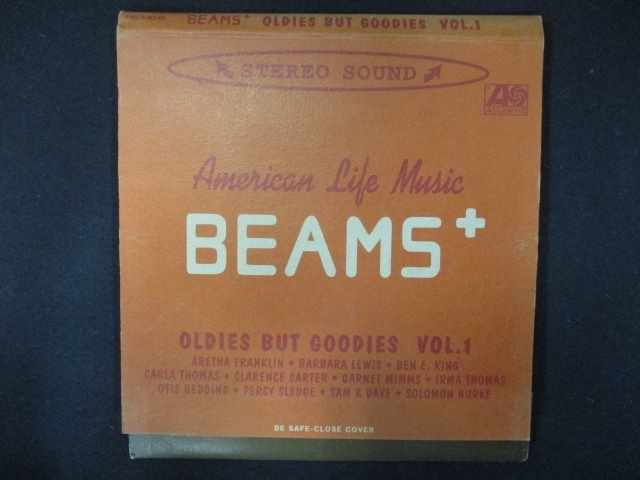 BEAMS+ OLDIES BUT GOODIES VOL.1
STEREO SOUND
ATLANTIC
American Life Music
BEAMS+
OLDIES BUT GOODIES VOL.1
ARETHA FRANKLIN • BARBARA LEWIS • BEN E. KING
CARLA THOMAS • CLARENCE CARTER • GARNET MIMMS • IRMA THOMAS
OTIS REDDING • PERCY SLEDGE • SAM & DAVE • SOLOMON BURKE
BE SAFE-CLOSE COVER